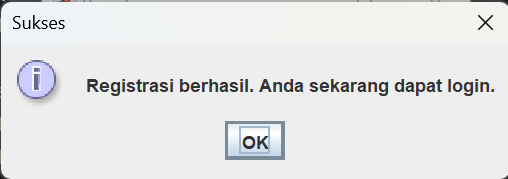 Sukses
Registrasi berhasil. Anda sekarang dapat login.
OK